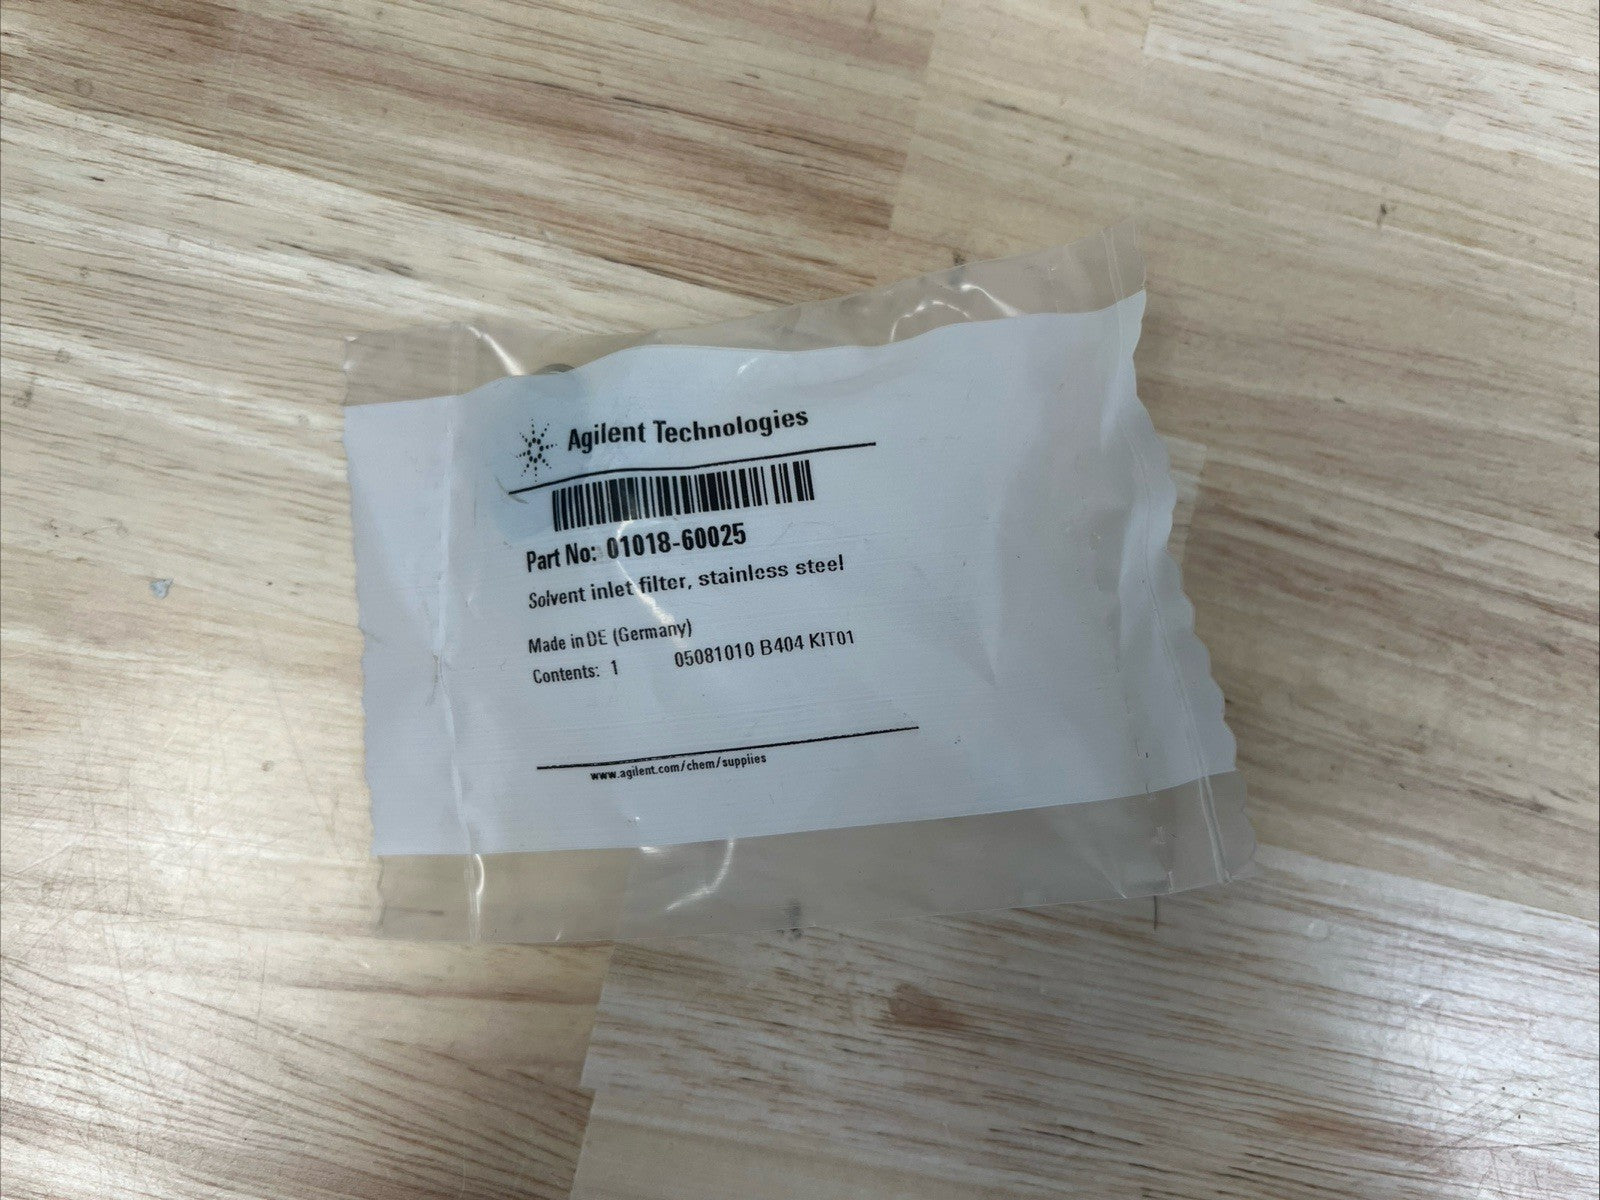 Agilent Technologies
Part No: 01018-60025
Solvent inlet filter, stainless steel
Made in DE (Germany)
Contents: 1 05081010 B404 KIT01
www.agilent.com/chem/supplies